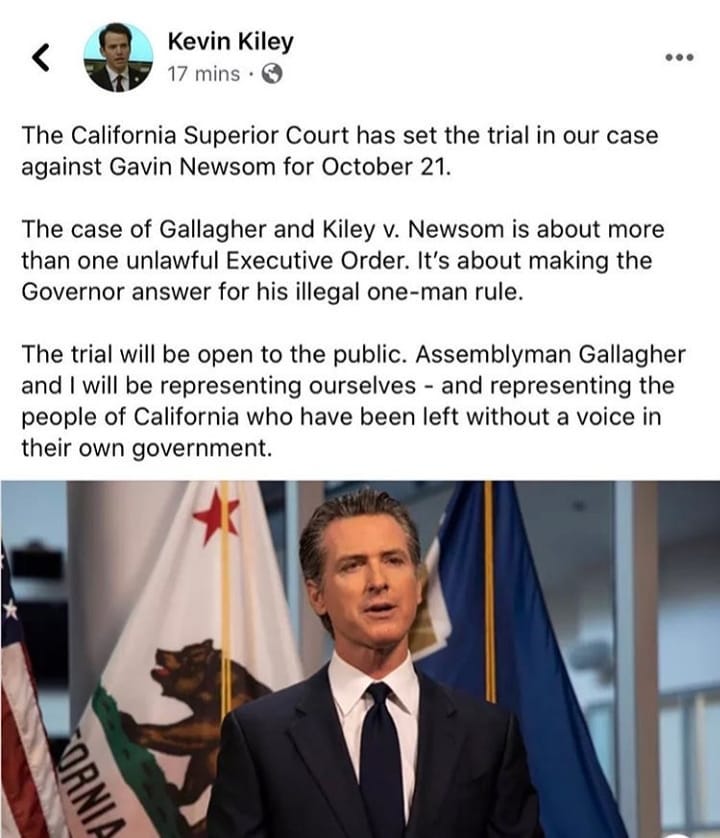 Kevin Kiley
17 mins ·
The California Superior Court has set the trial in our case
against Gavin Newsom for October 21.
The case of Gallagher and Kiley v. Newsom is about more
than one unlawful Executive Order. It's about making the
Governor answer for his illegal one-man rule.
The trial will be open to the public. Assemblyman Gallagher
and I will be representing ourselves - and representing the
people of California who have been left without a voice in
their own government.
ORNIA